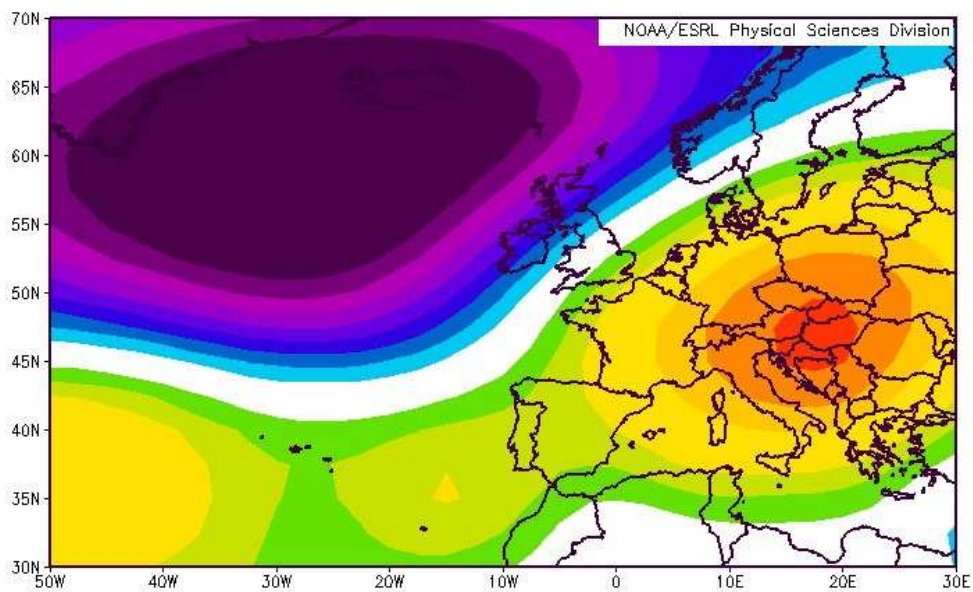 NOAA/ESRL Physical Sciences Division
70N
65N
60N
55N
50N
45N
40N
35N
30N
50W 40W 30W 20W 10W 0 10E 20E 30E